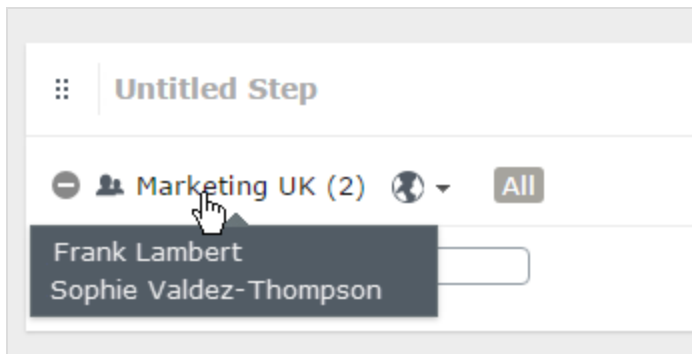 Untitled Step
Marketing UK (2) All
Frank Lambert
Sophie Valdez-Thompson